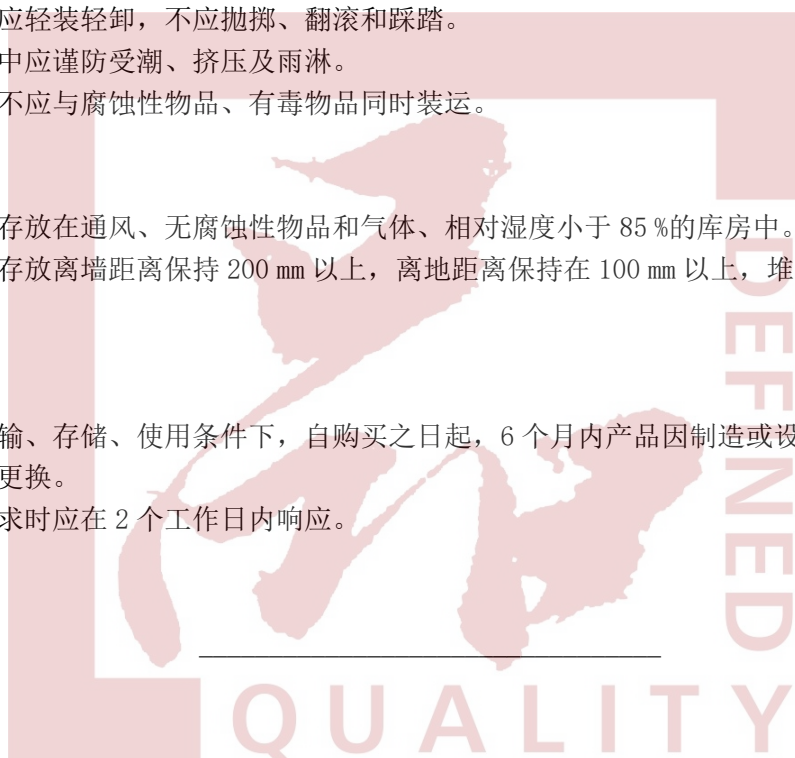 应轻装轻卸，不应抛掷、翻滚和踩踏。
中应谨防受潮、挤压及雨淋。
不应与腐蚀性物品、有毒物品同时装运。
存放在通风、无腐蚀性物品和气体、相对湿度小于 85 %的库房中。
存放离墙距离保持 200 mm 以上，离地距离保持在 100 mm 以上，堆
输、存储、使用条件下，自购买之日起，6 个月内产品因制造或设
更换。
求时应在 2 个工作日内响应。
DEFINED
QUALITY